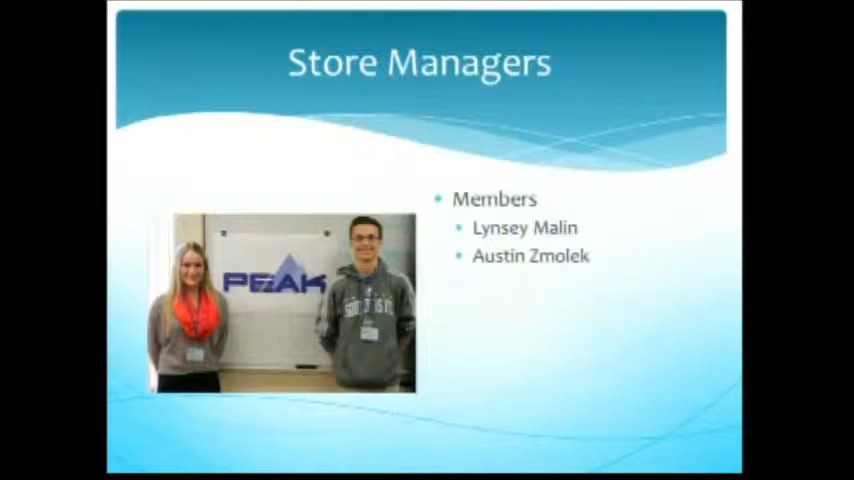 Store Managers
Members
Lynsey Malin
Austin Zmolek
PEAK